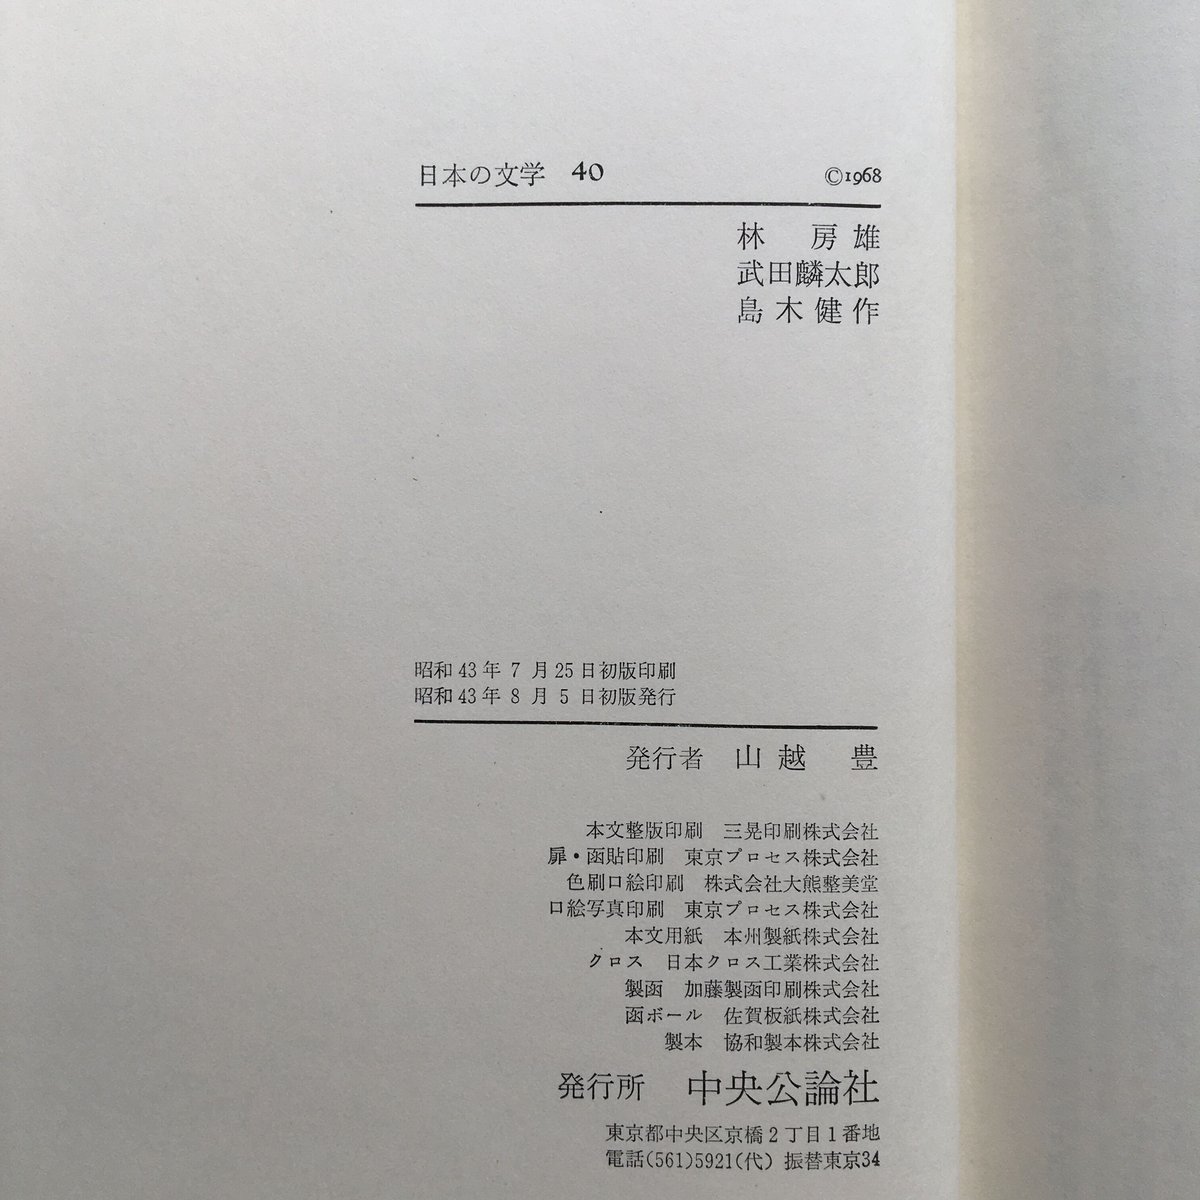 日本の文学 40 ©1968
林 房雄
武田麟太郎
島木健作
昭和43年7月25日初版印刷
昭和43年8月5日初版発行
発行者 山越 豊
本文整版印刷 三晃印刷株式会社
扉・函貼印刷 東京プロセス株式会社
色刷口絵印刷 株式会社大熊整美堂
口絵写真印刷 東京プロセス株式会社
本文用紙 本州製紙株式会社
クロス 日本クロス工業株式会社
製函 加藤製函印刷株式会社
函ボール 佐賀板紙株式会社
製本 協和製本株式会社
発行所 中央公論社
東京都中央区京橋2丁目1番地
電話(561)5921(代) 振替東京34